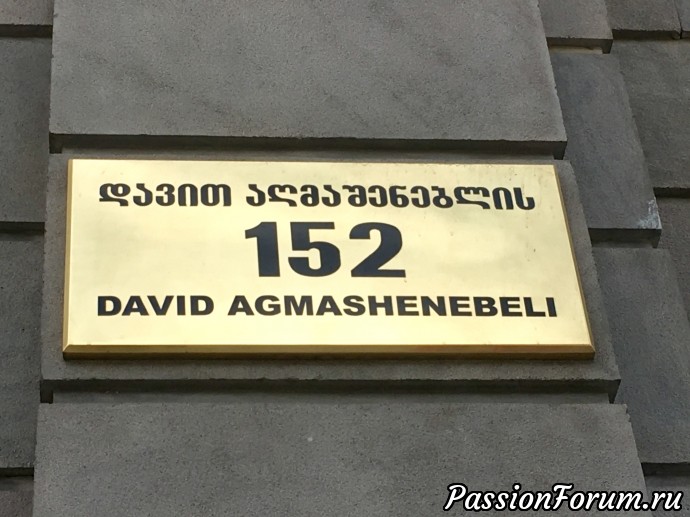 დავით აღმაშენებლის
152
DAVID AGMASHENEBELI
PassionForum.ru